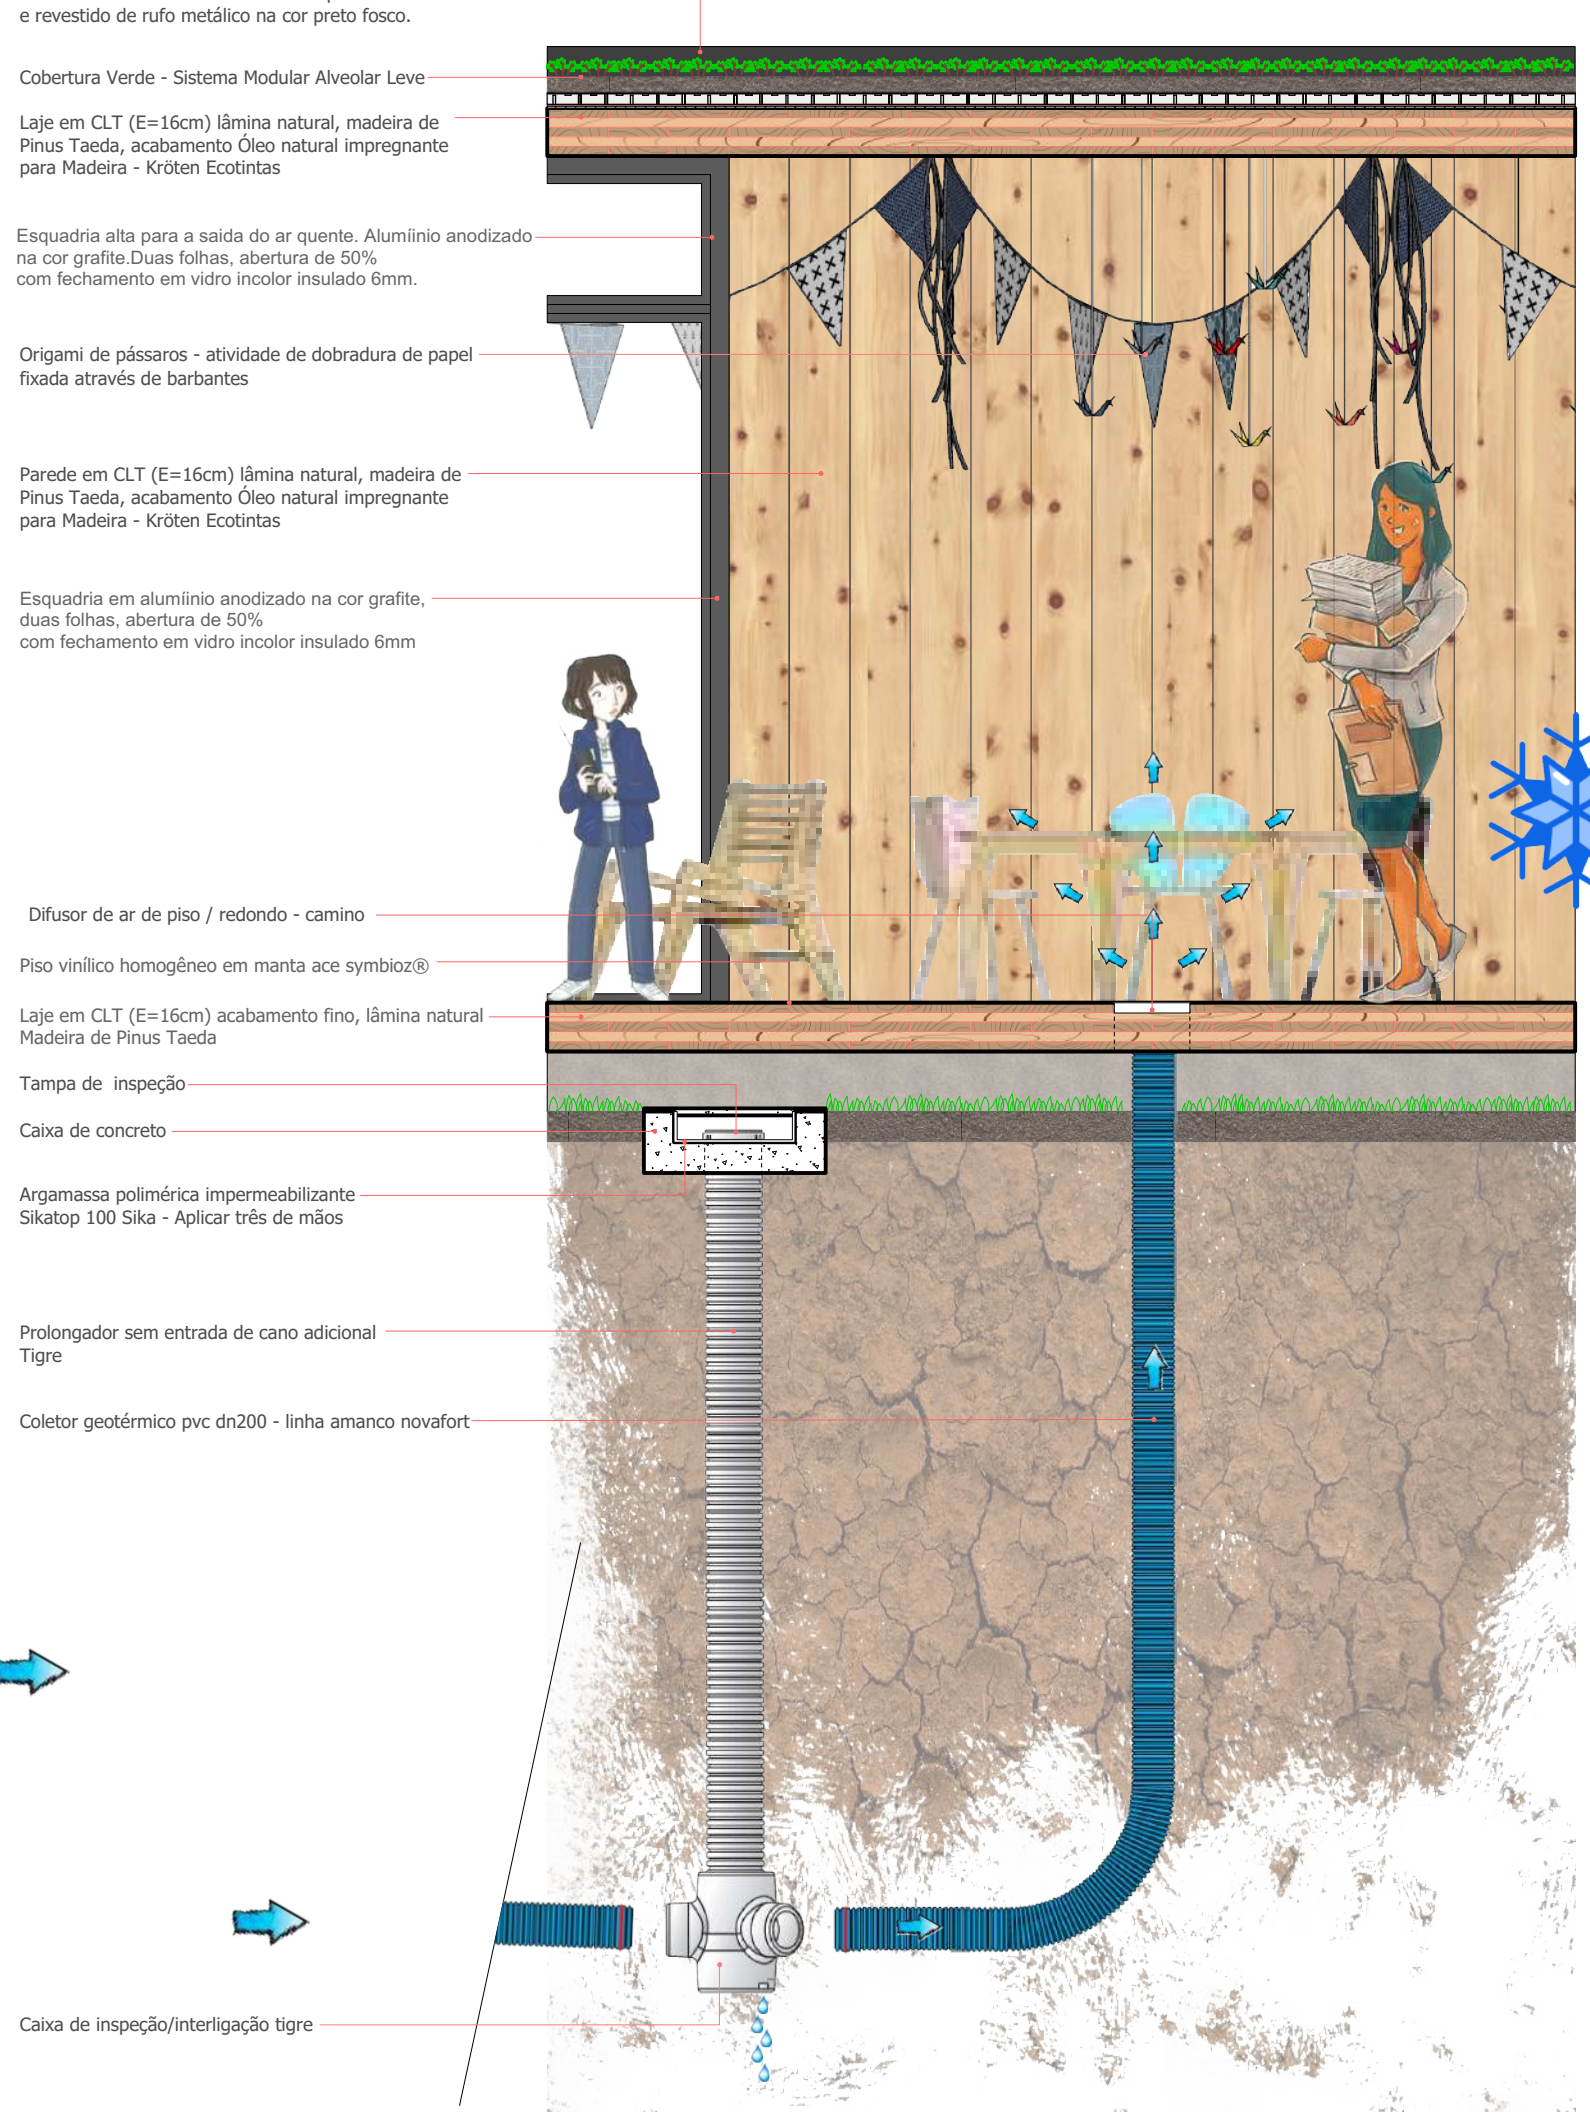 e revestido de rufo metálico na cor preto fosco.
Cobertura Verde - Sistema Modular Alveolar Leve
Laje em CLT (E=16cm) lâmina natural, madeira de
Pinus Taeda, acabamento Óleo natural impregnante
para Madeira - Kröten Ecotintas
Esquadria alta para a saida do ar quente. Alumíinio anodizado
na cor grafite.Duas folhas, abertura de 50%
com fechamento em vidro incolor insulado 6mm.
Origami de pássaros - atividade de dobradura de papel
fixada através de barbantes
Parede em CLT (E=16cm) lâmina natural, madeira de
Pinus Taeda, acabamento Óleo natural impregnante
para Madeira - Kröten Ecotintas
Esquadria em alumíinio anodizado na cor grafite,
duas folhas, abertura de 50%
com fechamento em vidro incolor insulado 6mm
Difusor de ar de piso / redondo - camino
Piso vinílico homogêneo em manta ace symbioz®
Laje em CLT (E=16cm) acabamento fino, lâmina natural
Madeira de Pinus Taeda
Tampa de inspeção
Caixa de concreto
Argamassa polimérica impermeabilizante
Sikatop 100 Sika - Aplicar três de mãos
Prolongador sem entrada de cano adicional
Tigre
Coletor geotérmico pvc dn200 - linha amanco novafort
Caixa de inspeção/interligação tigre